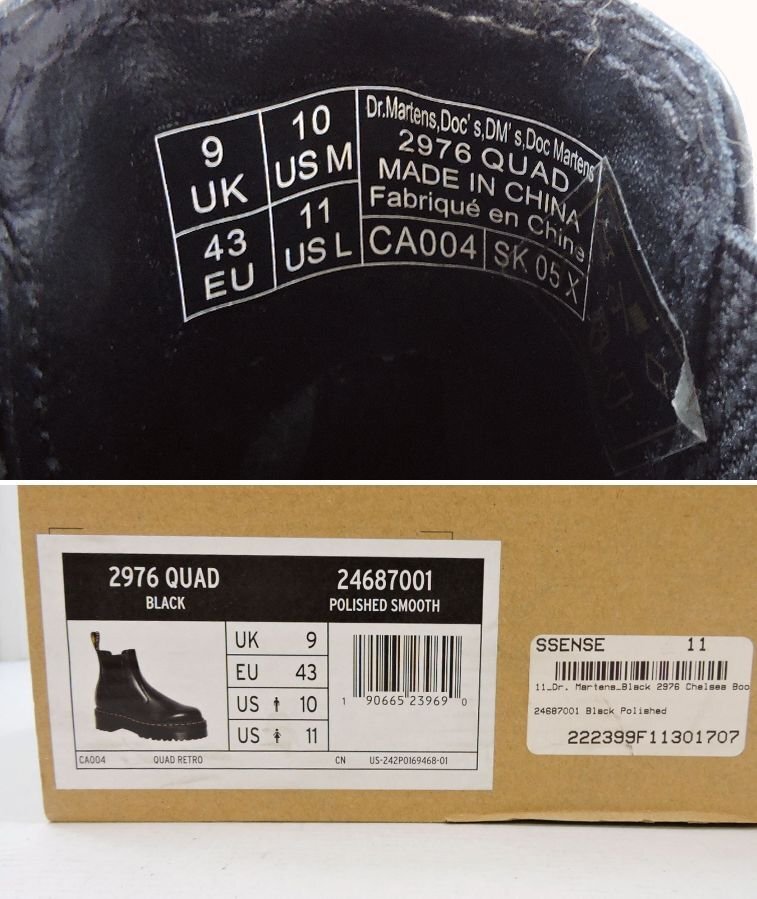 9
UK
10
US M
43
EU
11
US L
Dr.Martens,Doc's,DM's,Doc Martens
2976 QUAD
MADE IN CHINA
Fabriqué en Chine
CA004
SK 05 X
2976 QUAD
BLACK
24687001
POLISHED SMOOTH
UK 9
EU 43
US 10
US 11
1 90665 23969 0
CA004 QUAD RETRO CN US-242P0169468-01
SSENSE 11
11_Dr. Martens_Black 2976 Chelsea Boo
24687001 Black Polished
222399F11301707